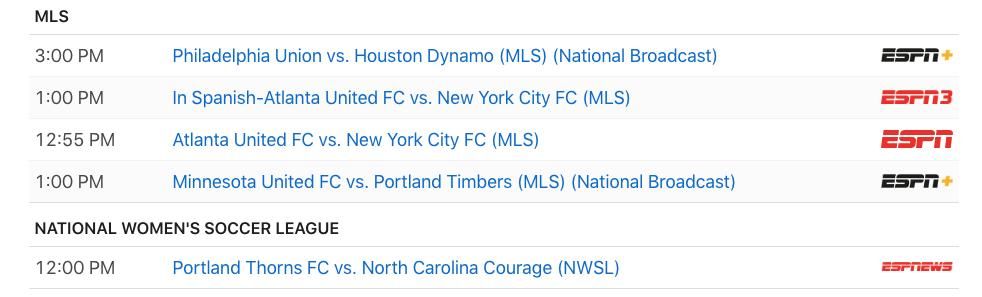 MLS
3:00 PM Philadelphia Union vs. Houston Dynamo (MLS) (National Broadcast) ESPN+
1:00 PM In Spanish-Atlanta United FC vs. New York City FC (MLS) ESPN3
12:55 PM Atlanta United FC vs. New York City FC (MLS) ESPN
1:00 PM Minnesota United FC vs. Portland Timbers (MLS) (National Broadcast) ESPN+
NATIONAL WOMEN'S SOCCER LEAGUE
12:00 PM Portland Thorns FC vs. North Carolina Courage (NWSL) ESPNEWS